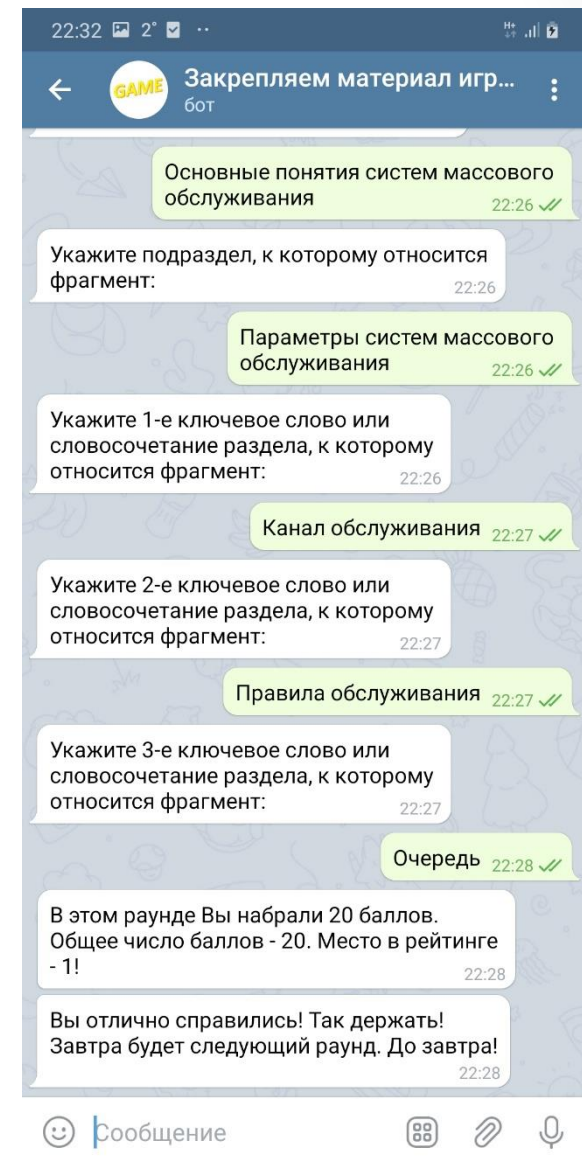 22:32 2°
H+
GAME
Закрепляем материал игр...
бот
Основные понятия систем массового
обслуживания 22:26
Укажите подраздел, к которому относится
фрагмент: 22:26
Параметры систем массового
обслуживания 22:26
Укажите 1-е ключевое слово или
словосочетание раздела, к которому
относится фрагмент: 22:26
Канал обслуживания 22:27
Укажите 2-е ключевое слово или
словосочетание раздела, к которому
относится фрагмент: 22:27
Правила обслуживания 22:27
Укажите 3-е ключевое слово или
словосочетание раздела, к которому
относится фрагмент: 22:27
Очередь 22:28
В этом раунде Вы набрали 20 баллов.
Общее число баллов - 20. Место в рейтинге
- 1!
22:28
Вы отлично справились! Так держать!
Завтра будет следующий раунд. До завтра!
22:28
Сообщение